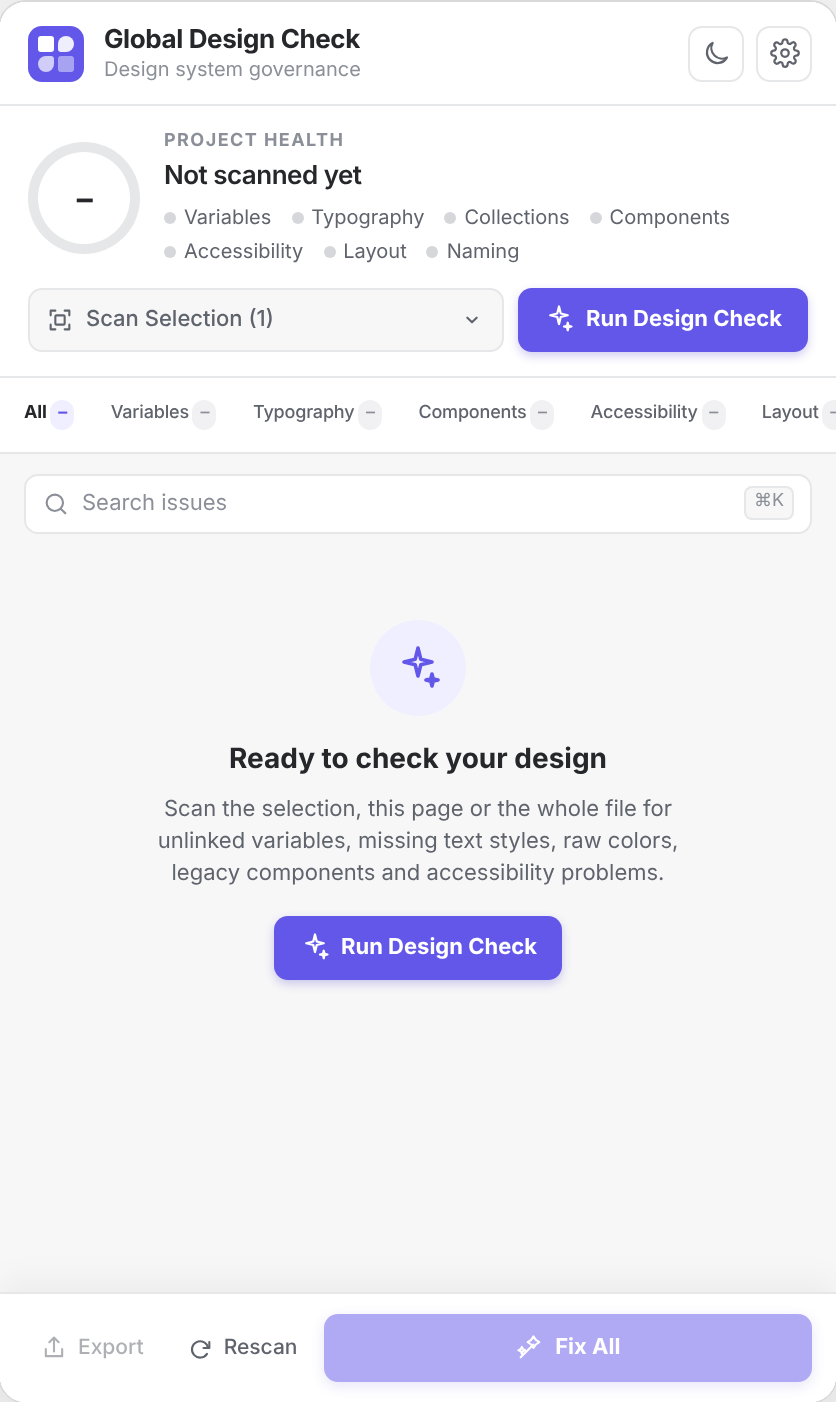 Global Design Check
Design system governance
PROJECT HEALTH
–
Not scanned yet
Variables Typography Collections Components
Accessibility Layout Naming
Scan Selection (1)
Run Design Check
All – Variables – Typography – Components – Accessibility – Layout –
Search issues ⌘K
Ready to check your design
Scan the selection, this page or the whole file for
unlinked variables, missing text styles, raw colors,
legacy components and accessibility problems.
Run Design Check
Export Rescan Fix All